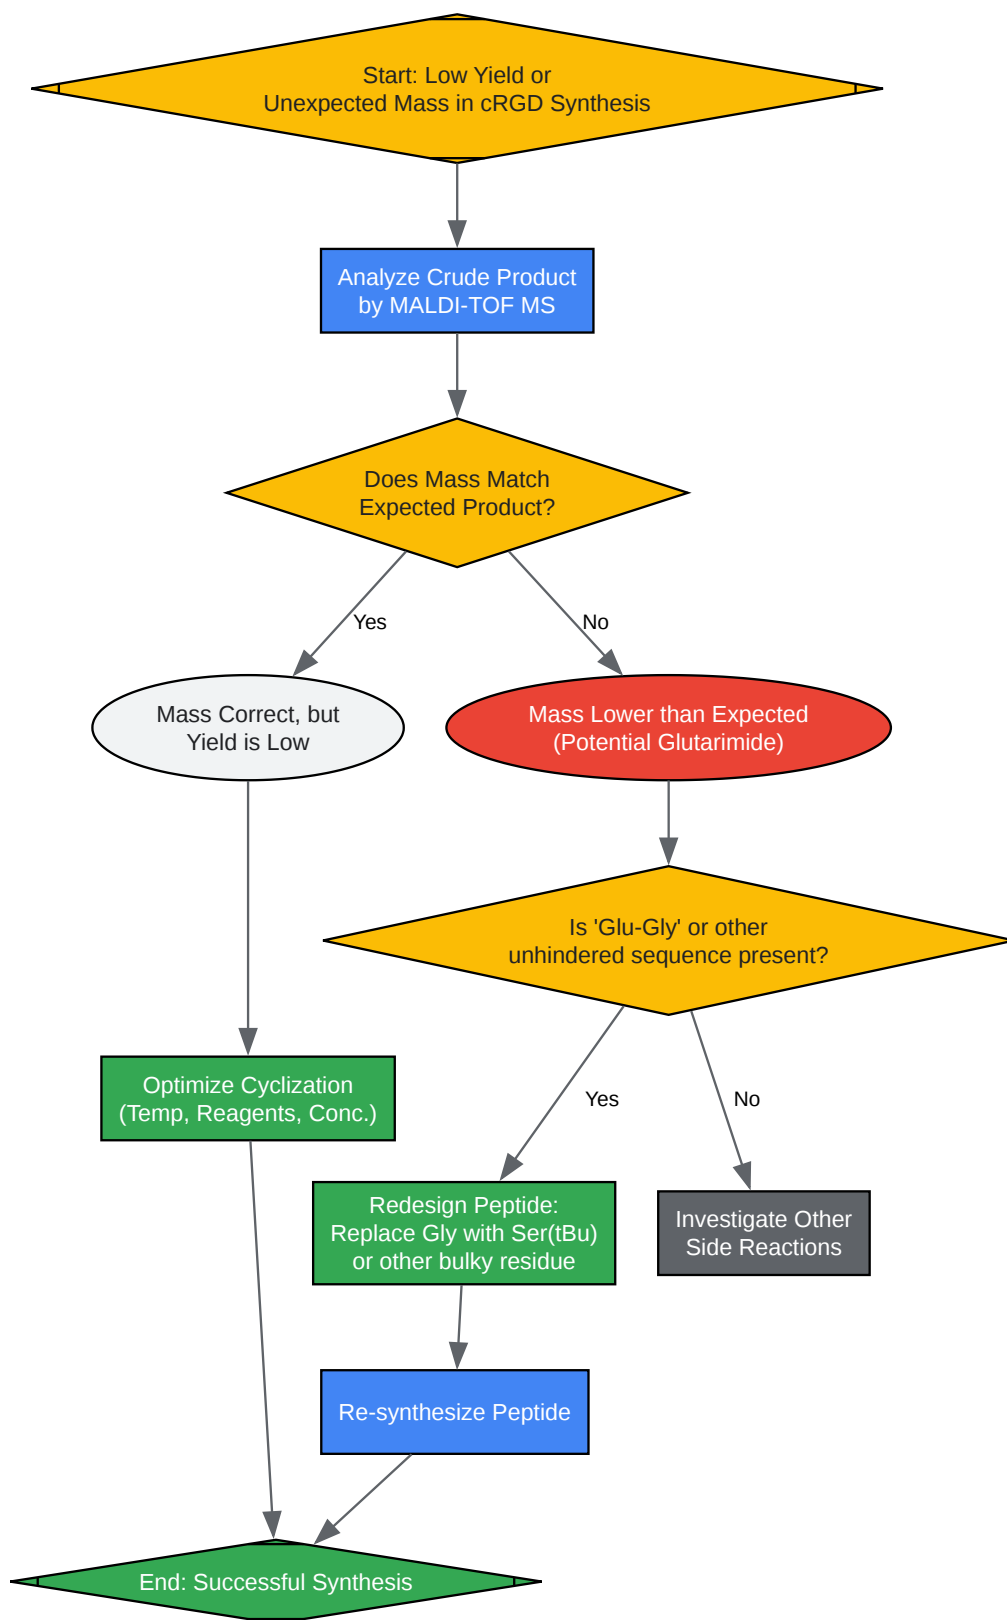 Start: Low Yield or
Unexpected Mass in cRGD Synthesis
Analyze Crude Product
by MALDI-TOF MS
Does Mass Match
Expected Product?
Yes
No
Mass Correct, but
Yield is Low
Mass Lower than Expected
(Potential Glutarimide)
Is 'Glu-Gly' or other
unhindered sequence present?
Optimize Cyclization
(Temp, Reagents, Conc.)
Yes
No
Redesign Peptide:
Replace Gly with Ser(tBu)
or other bulky residue
Investigate Other
Side Reactions
Re-synthesize Peptide
End: Successful Synthesis